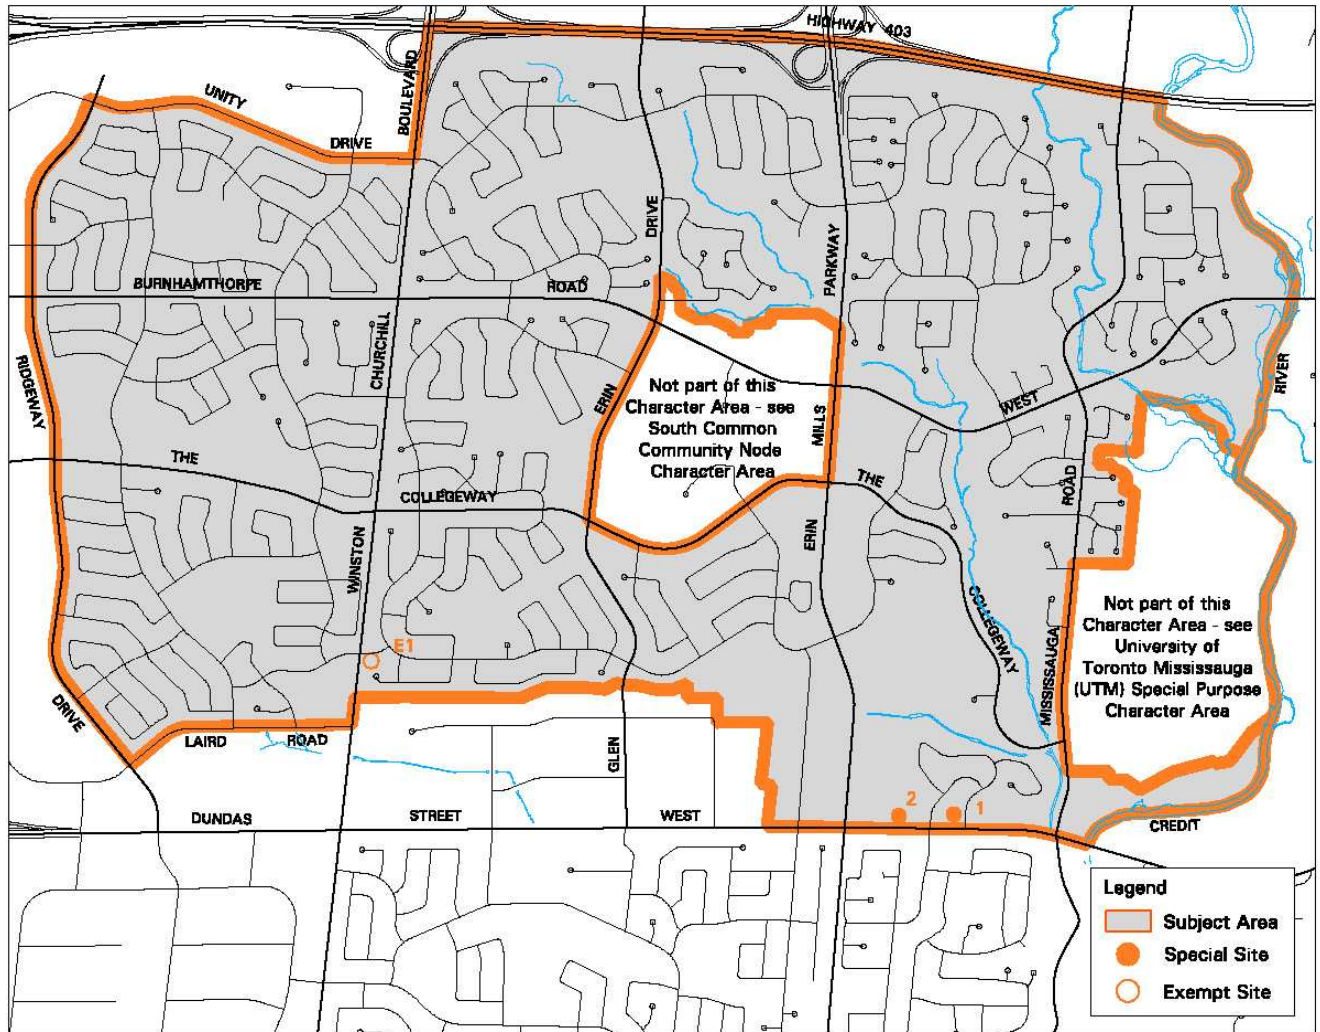 HIGHWAY 403
UNITY
DRIVE
BOULEVARD
DRIVE
PARKWAY
BURNHAMTHORPE
ROAD
CHURCHILL
RIDGEWAY
ERIN
Not part of this
Character Area - see
South Common
Community Node
Character Area
MILLS
WEST
RIVER
THE
COLLEGEWAY
THE
ROAD
WINSTON
ERIN
COLLEGEWAY
MISSISSAUGA
Not part of this
Character Area - see
University of
Toronto Mississauga
(UTM) Special Purpose
Character Area
E1
DRIVE
LAIRD
ROAD
GLEN
2
1
DUNDAS
STREET
WEST
CREDIT
Legend
Subject Area
Special Site
Exempt Site